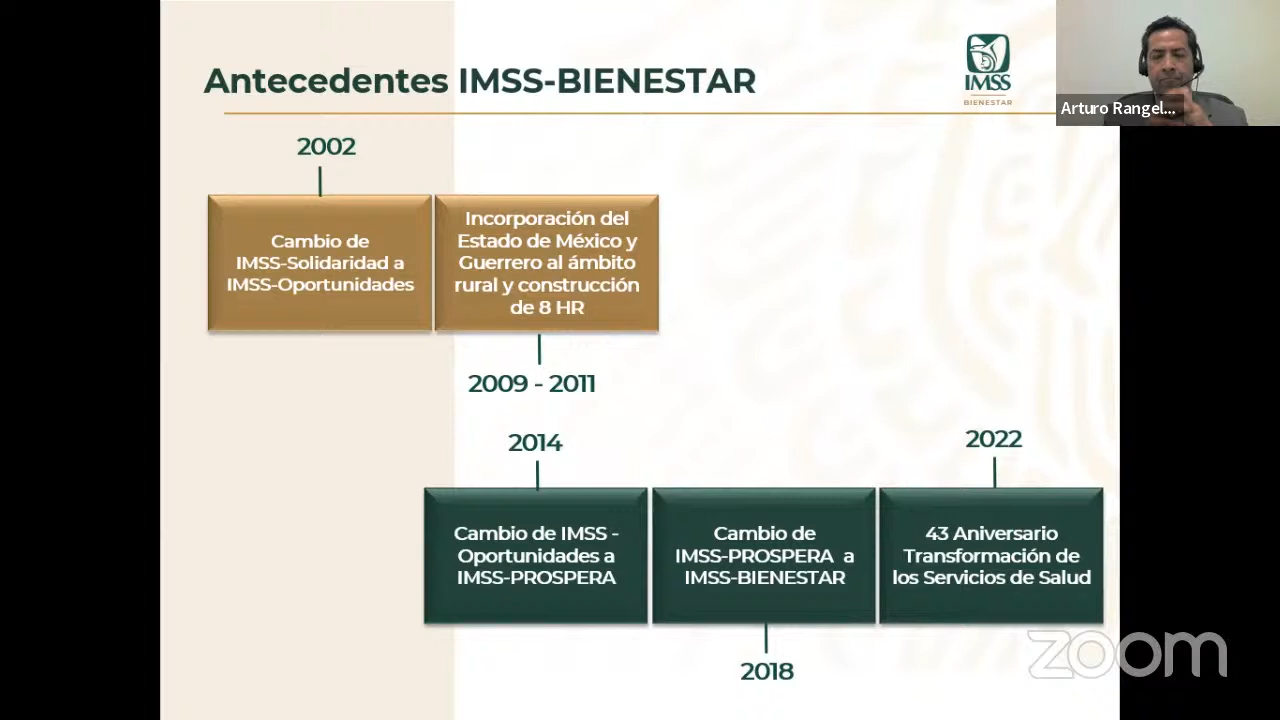 Antecedentes IMSS-BIENESTAR
IMSS
BIENESTAR
Arturo Rangel...
2002
Cambio de
IMSS-Solidaridad a
IMSS-Oportunidades
Incorporación del
Estado de México y
Guerrero al ámbito
rural y construcción
de 8 HR
2009 - 2011
2014
Cambio de IMSS -
Oportunidades a
IMSS-PROSPERA
Cambio de
IMSS-PROSPERA a
IMSS-BIENESTAR
2018
2022
43 Aniversario
Transformación de
los Servicios de Salud
zoom